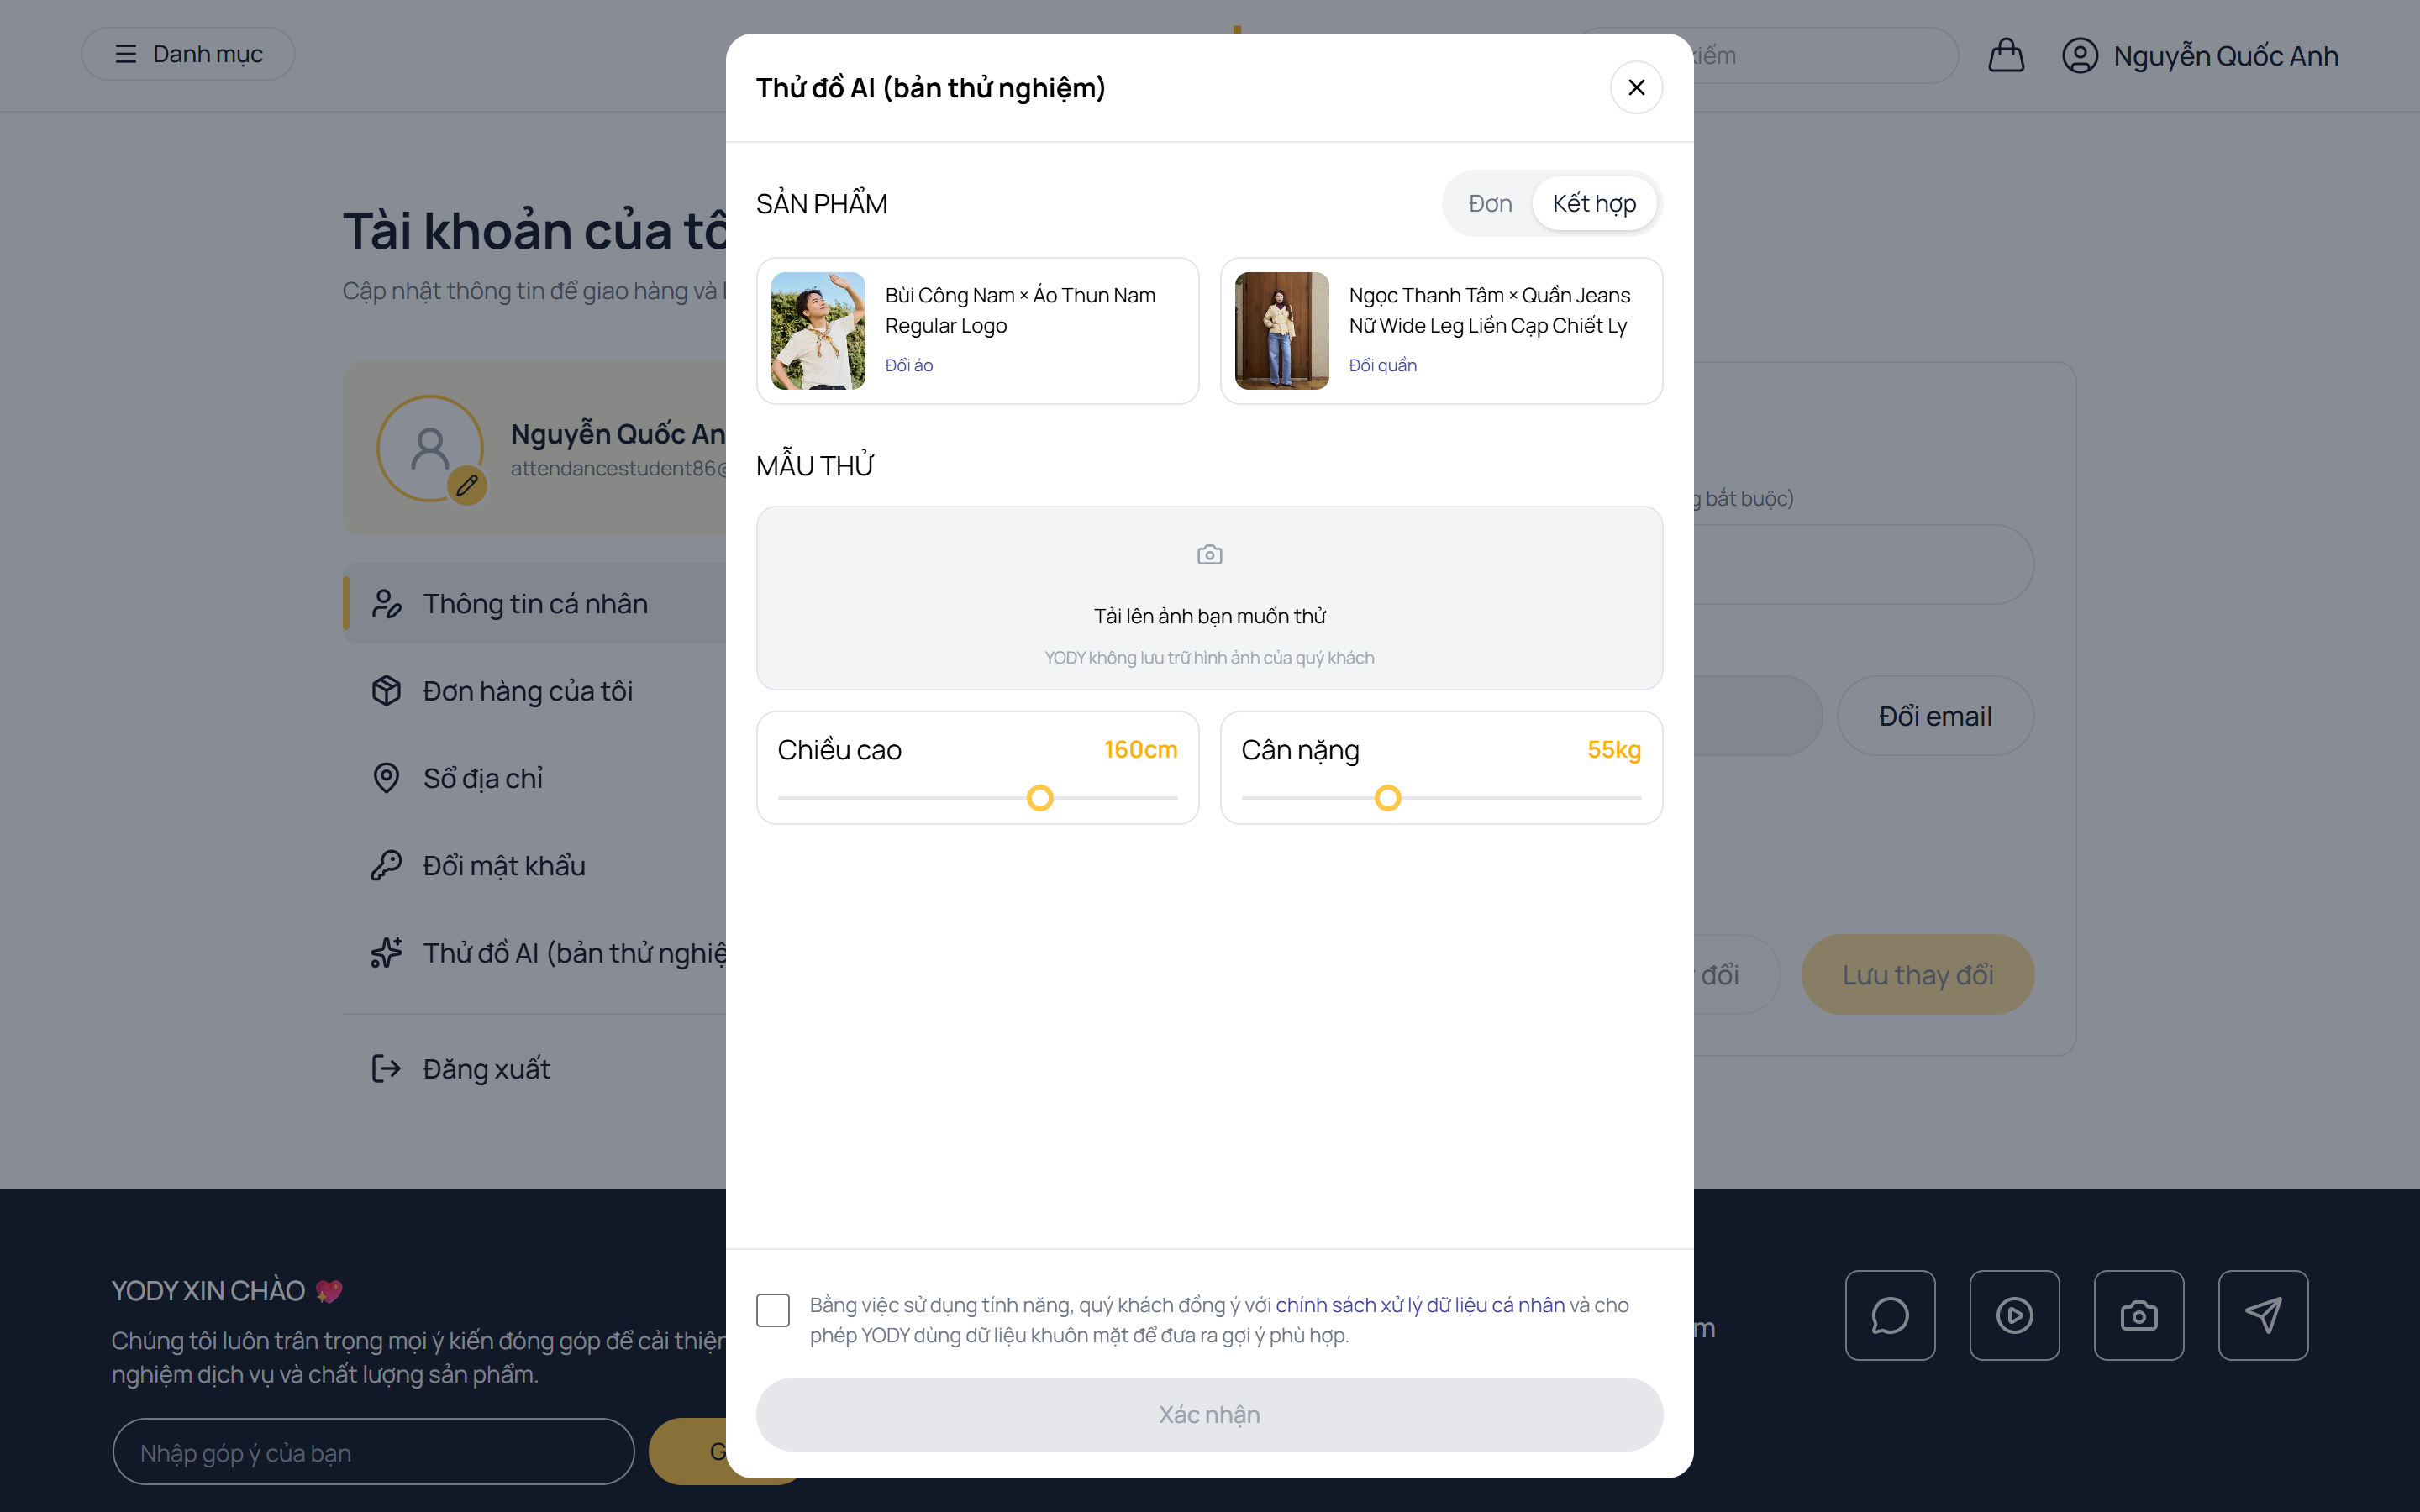 Danh mục
kiếm
Nguyễn Quốc Anh
Tài khoản của tô
Cập nhật thông tin để giao hàng và
Nguyễn Quốc An
attendancestudent86@
Thông tin cá nhân
Đơn hàng của tôi
Sổ địa chỉ
Đổi mật khẩu
Thử đồ AI (bản thử nghiệ
Đăng xuất
Thử đồ AI (bản thử nghiệm)
SẢN PHẨM
Đơn
Kết hợp
Bùi Công Nam × Áo Thun Nam
Regular Logo
Đổi áo
Ngọc Thanh Tâm × Quần Jeans
Nữ Wide Leg Liền Cạp Chiết Ly
Đổi quần
MẪU THỬ
Tải lên ảnh bạn muốn thử
YODY không lưu trữ hình ảnh của quý khách
Chiều cao
160cm
Cân nặng
55kg
Bằng việc sử dụng tính năng, quý khách đồng ý với chính sách xử lý dữ liệu cá nhân và cho
phép YODY dùng dữ liệu khuôn mặt để đưa ra gợi ý phù hợp.
Xác nhận
g bắt buộc)
Đổi email
đổi
Lưu thay đổi
YODY XIN CHÀO 💖
Chúng tôi luôn trân trọng mọi ý kiến đóng góp để cải thiện
nghiệm dịch vụ và chất lượng sản phẩm.
Nhập góp ý của bạn
G
m